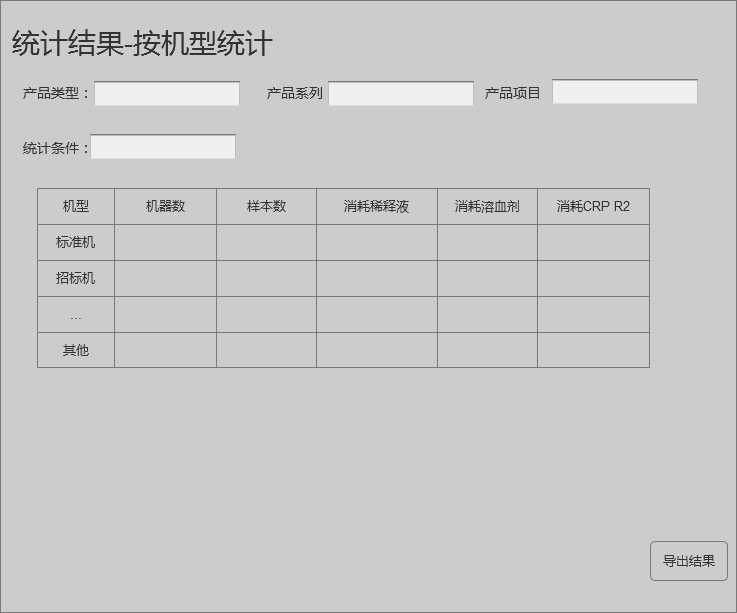 统计结果-按机型统计
产品类型： 产品系列 产品项目
统计条件：
机型 机器数 样本数 消耗稀释液 消耗溶血剂 消耗CRP R2
标准机
招标机
...
其他
导出结果